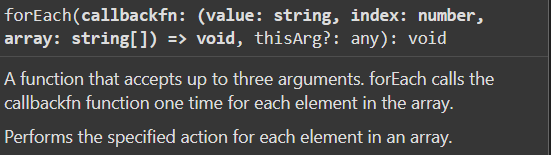 forEach(callbackfn: (value: string, index: number,
array: string[]) => void, thisArg?: any): void
A function that accepts up to three arguments. forEach calls the
callbackfn function one time for each element in the array.
Performs the specified action for each element in an array.